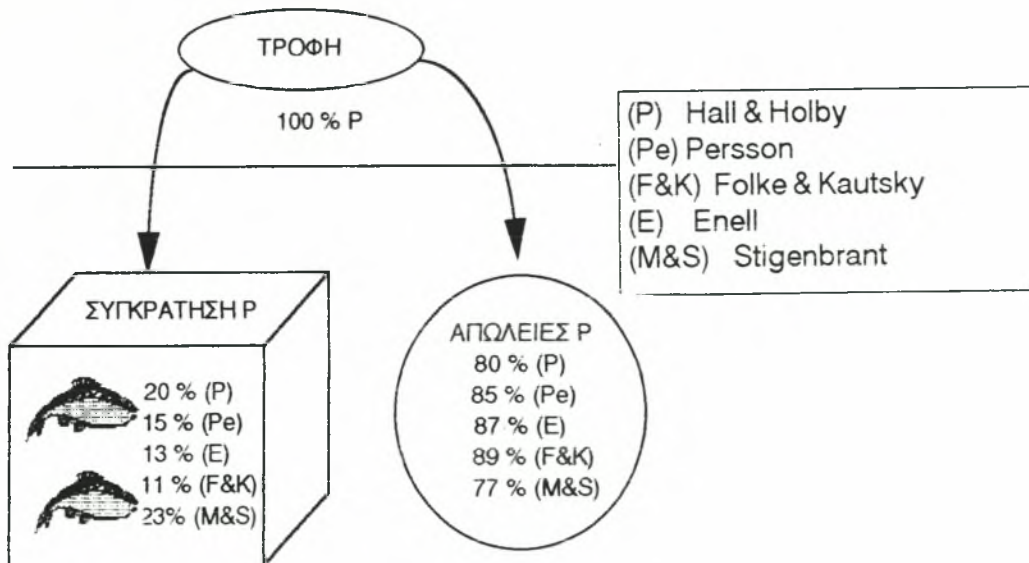 ΤΡΟΦΗ
100 % P
(P) Hall & Holby
(Pe) Persson
(F&K) Folke & Kautsky
(E) Enell
(M&S) Stigenbrant
ΣΥΓΚΡΑΤΗΣΗ P
20 % (P)
15 % (Pe)
13 % (E)
11 % (F&K)
23% (M&S)
ΑΠΩΛΕΙΕΣ P
80 % (P)
85 % (Pe)
87 % (E)
89 % (F&K)
77 % (M&S)